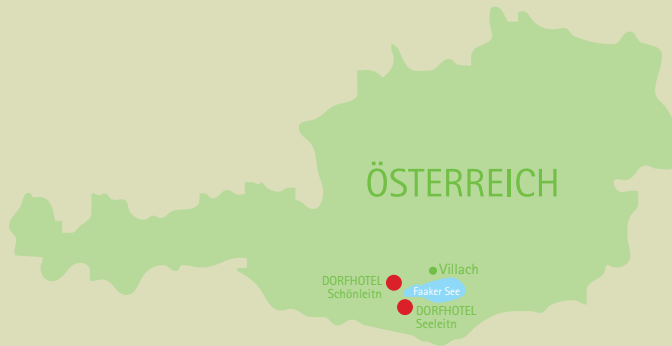 ÖSTERREICH
Villach
DORFHOTEL
Schönleitn
Faaker See
DORFHOTEL
Seeleitn